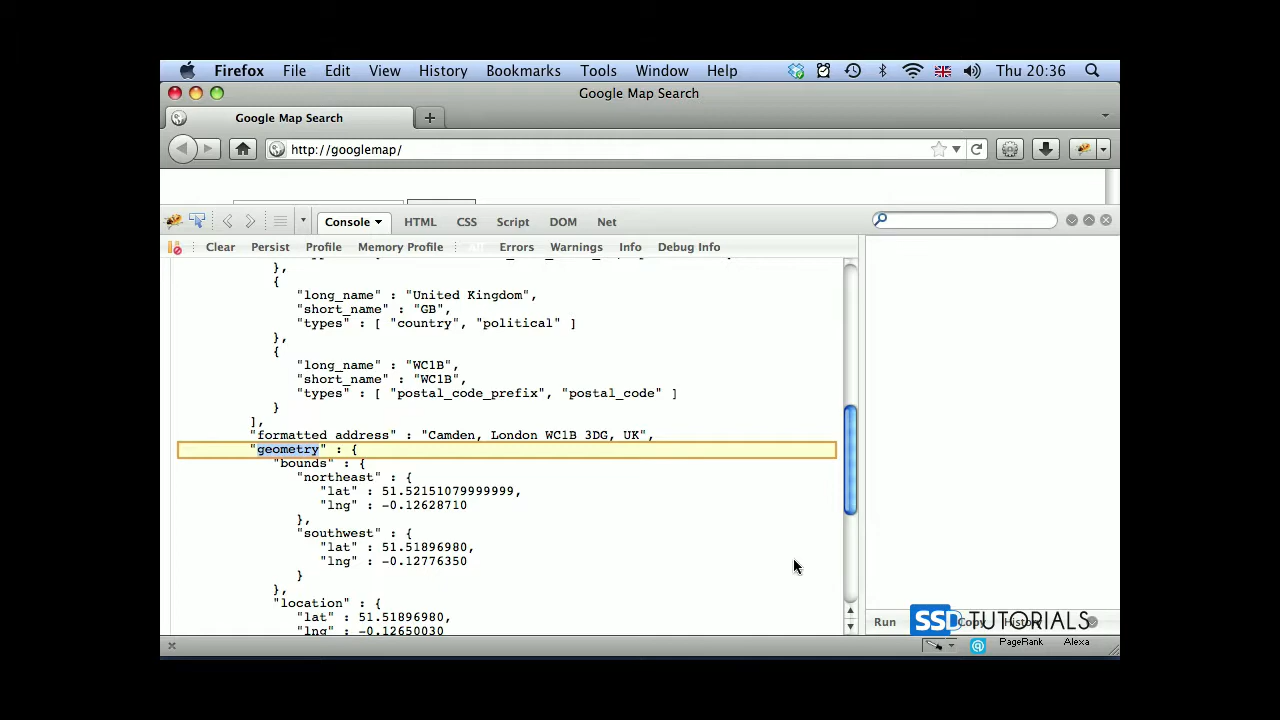 Firefox File Edit View History Bookmarks Tools Window Help Thu 20:36
Google Map Search
Google Map Search
http://googlemap/
Console HTML CSS Script DOM Net
Clear Persist Profile Memory Profile All Errors Warnings Info Debug Info
},
{
"long_name" : "United Kingdom",
"short_name" : "GB",
"types" : [ "country", "political" ]
},
{
"long_name" : "WC1B",
"short_name" : "WC1B",
"types" : [ "postal_code_prefix", "postal_code" ]
}
],
"formatted_address" : "Camden, London WC1B 3DG, UK",
"geometry" : {
"bounds" : {
"northeast" : {
"lat" : 51.52151079999999,
"lng" : -0.12628710
},
"southwest" : {
"lat" : 51.51896980,
"lng" : -0.12776350
}
},
"location" : {
"lat" : 51.51896980,
"lng" : -0.12650030
Run Copy History
SSD TUTORIALS
PageRank Alexa